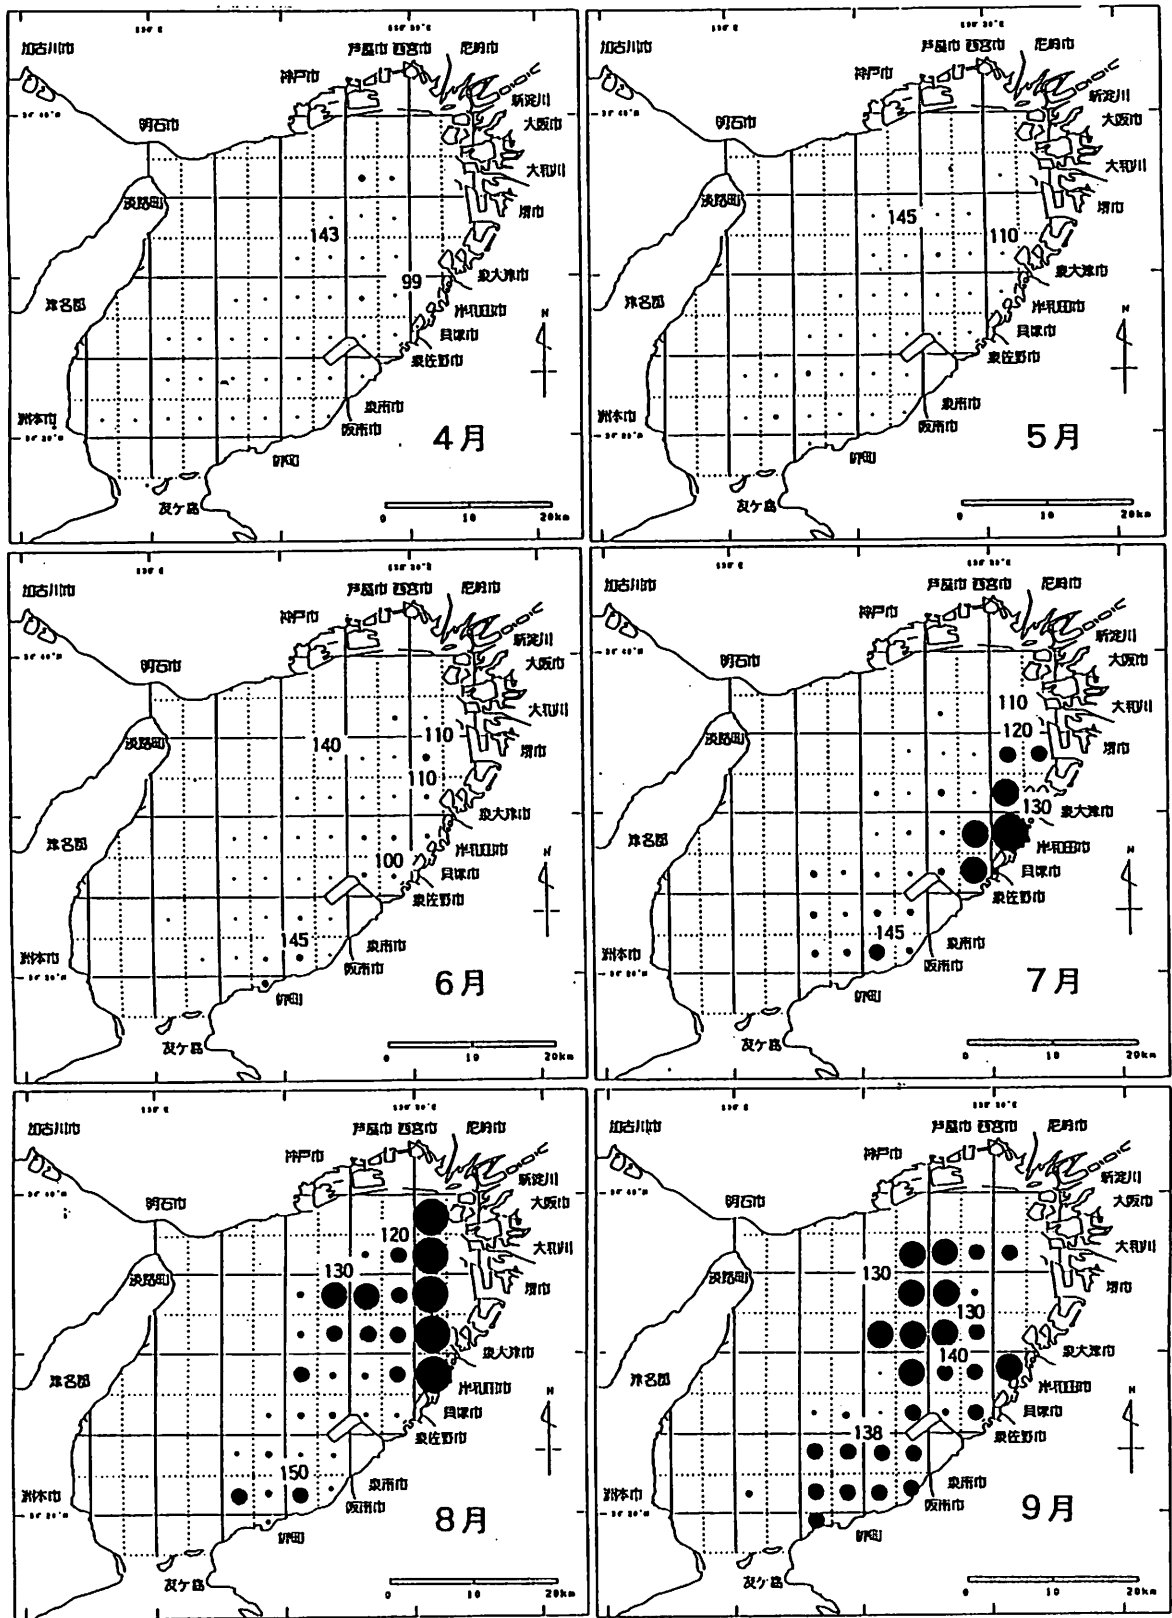 加古川市
芦屋市 西宮市 尼崎市
神戸市
新淀川
明石市
大阪市
大和川
淡路町
堺市
143
泉大津市
99
津名郡
岸和田市
貝塚市
N
泉佐野市
洲本市
泉南市
阪南市
4月
岬町
友ケ島
0 10 20km
加古川市
芦屋市 西宮市 尼崎市
神戸市
新淀川
明石市
大阪市
大和川
淡路町
145
堺市
110
泉大津市
津名郡
岸和田市
貝塚市
N
泉佐野市
洲本市
泉南市
阪南市
5月
岬町
友ケ島
0 10 20km
加古川市
芦屋市 西宮市 尼崎市
神戸市
新淀川
明石市
大阪市
大和川
淡路町
140
110
堺市
110
泉大津市
津名郡
岸和田市
100
貝塚市
N
泉佐野市
145
洲本市
泉南市
阪南市
6月
岬町
友ケ島
0 10 20km
加古川市
芦屋市 西宮市 尼崎市
神戸市
新淀川
明石市
大阪市
110
大和川
淡路町
120
堺市
130
泉大津市
津名郡
岸和田市
貝塚市
N
泉佐野市
145
洲本市
泉南市
阪南市
7月
岬町
友ケ島
0 10 20km
加古川市
芦屋市 西宮市 尼崎市
神戸市
新淀川
明石市
大阪市
120
大和川
淡路町
130
堺市
泉大津市
津名郡
岸和田市
貝塚市
N
泉佐野市
150
洲本市
泉南市
阪南市
8月
岬町
友ケ島
0 10 20km
加古川市
芦屋市 西宮市 尼崎市
神戸市
新淀川
明石市
大阪市
大和川
淡路町
130
堺市
130
140
泉大津市
津名郡
岸和田市
貝塚市
N
138
泉佐野市
洲本市
泉南市
阪南市
9月
岬町
友ケ島
0 10 20km